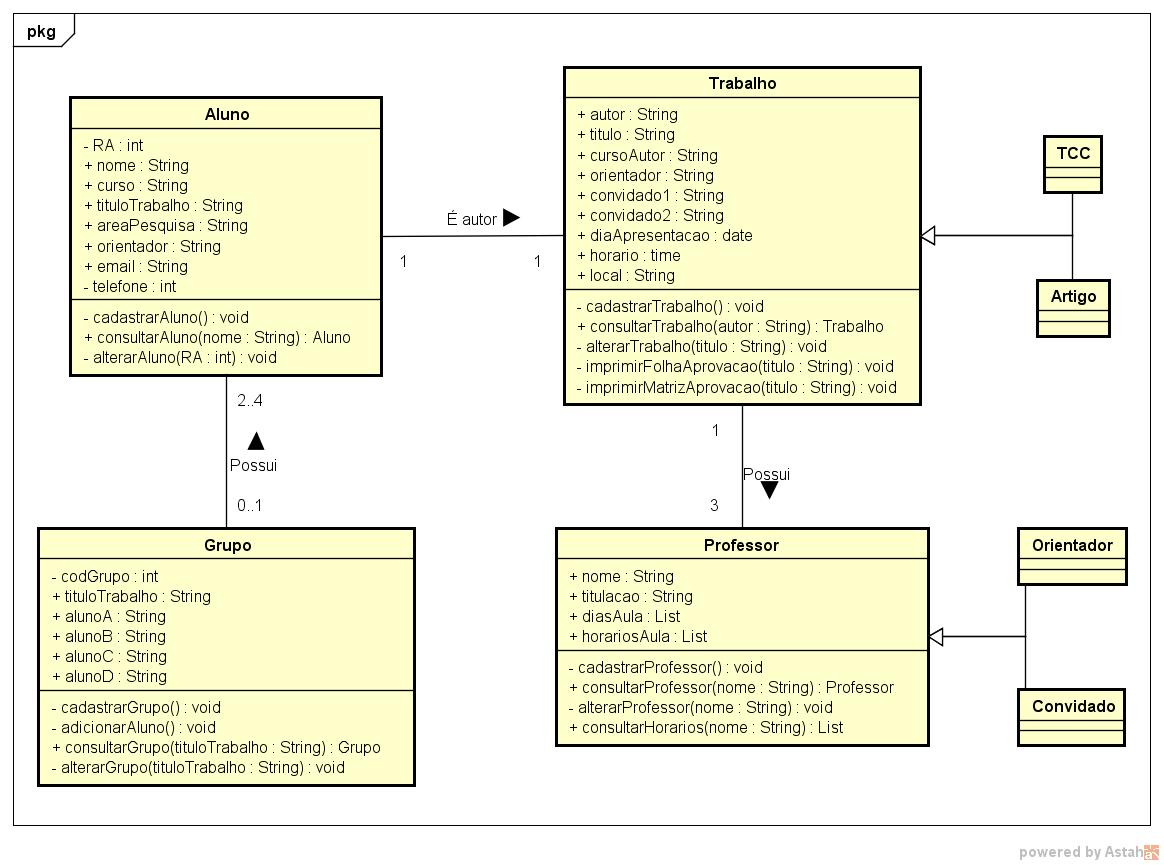 pkg
Aluno
- RA : int
+ nome : String
+ curso : String
+ tituloTrabalho : String
+ areaPesquisa : String
+ orientador : String
+ email : String
- telefone : int
- cadastrarAluno() : void
+ consultarAluno(nome : String) : Aluno
- alterarAluno(RA : int) : void
É autor
1
1
Trabalho
+ autor : String
+ titulo : String
+ cursoAutor : String
+ orientador : String
+ convidado1 : String
+ convidado2 : String
+ diaApresentacao : date
+ horario : time
+ local : String
- cadastrarTrabalho() : void
+ consultarTrabalho(autor : String) : Trabalho
- alterarTrabalho(titulo : String) : void
- imprimirFolhaAprovacao(titulo : String) : void
- imprimirMatrizAprovacao(titulo : String) : void
TCC
Artigo
2..4
Possui
0..1
1
Possui
3
Grupo
- codGrupo : int
+ tituloTrabalho : String
+ alunoA : String
+ alunoB : String
+ alunoC : String
+ alunoD : String
- cadastrarGrupo() : void
- adicionarAluno() : void
+ consultarGrupo(tituloTrabalho : String) : Grupo
- alterarGrupo(tituloTrabalho : String) : void
Professor
+ nome : String
+ titulacao : String
+ diasAula : List
+ horariosAula : List
- cadastrarProfessor() : void
+ consultarProfessor(nome : String) : Professor
- alterarProfessor(nome : String) : void
+ consultarHorarios(nome : String) : List
Orientador
Convidado
powered by Astah